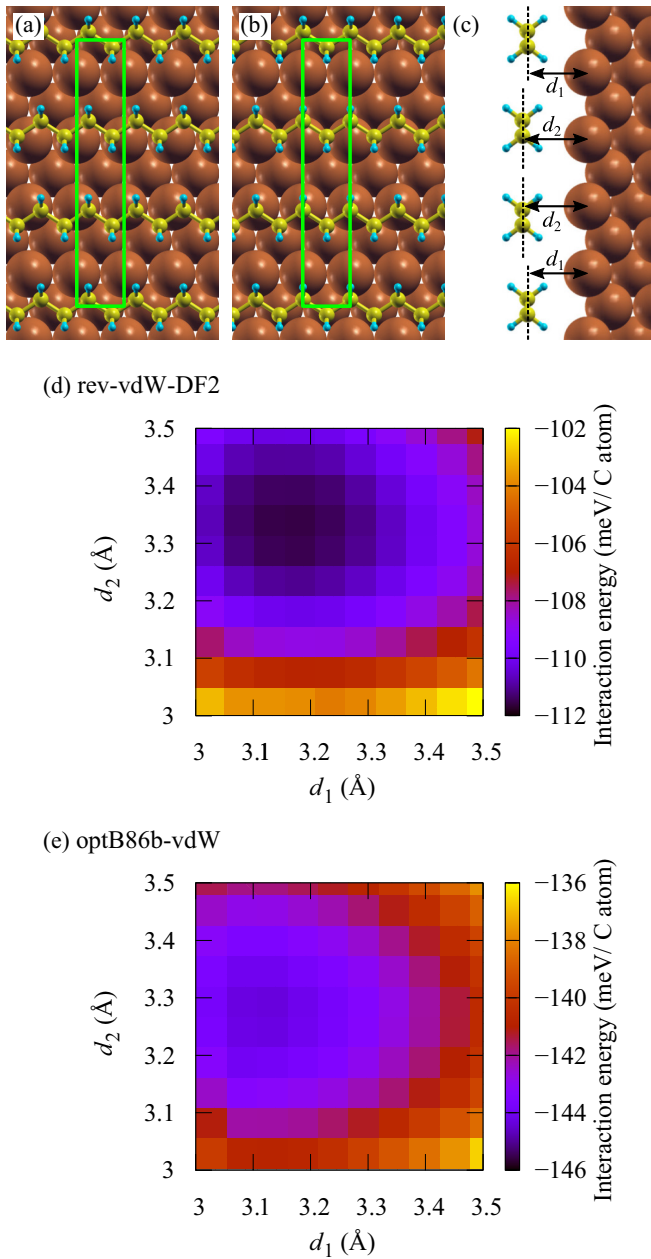 (a)
(b)
(c)
d1
d2
d2
d1
(d) rev-vdW-DF2
3.5
3.4
3.3
3.2
3.1
3
d2 (Å)
3 3.1 3.2 3.3 3.4 3.5
d1 (Å)
−102
−104
−106
−108
−110
−112
Interaction energy (meV/ C atom)
(e) optB86b-vdW
3.5
3.4
3.3
3.2
3.1
3
d2 (Å)
3 3.1 3.2 3.3 3.4 3.5
d1 (Å)
−136
−138
−140
−142
−144
−146
Interaction energy (meV/ C atom)